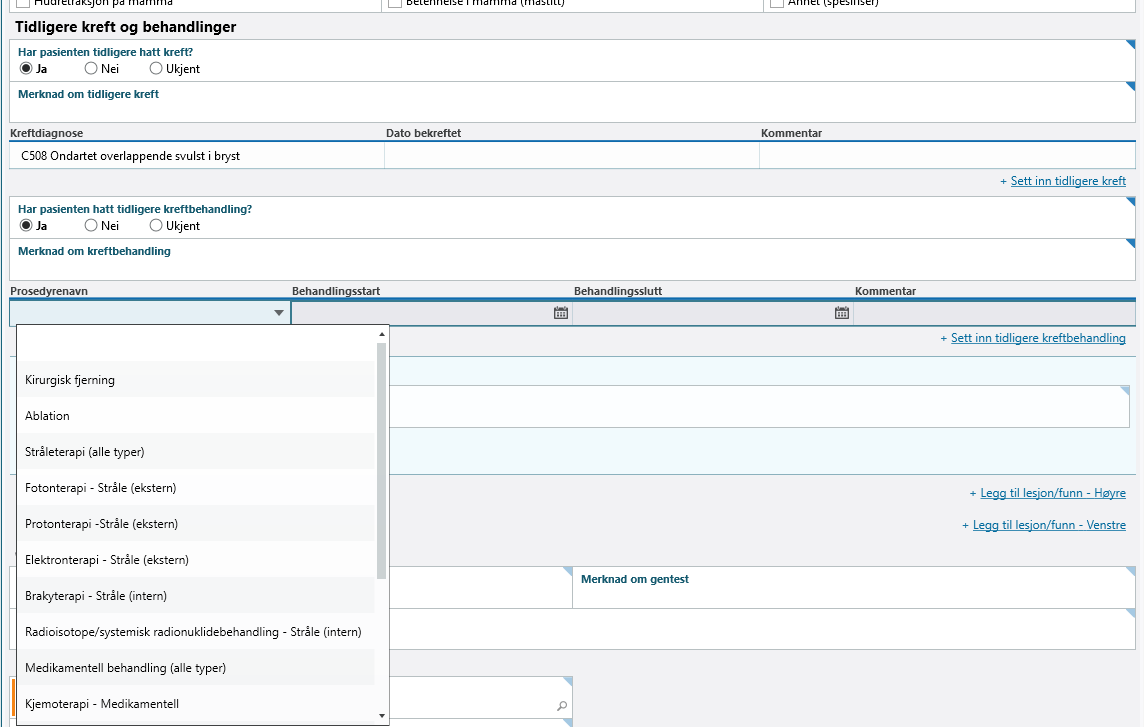 Hudretraksjon på mamma Betennelse i mamma (mastitt) Annet (spesifiser)
Tidligere kreft og behandlinger
Har pasienten tidligere hatt kreft?
Ja Nei Ukjent
Merknad om tidligere kreft
Kreftdiagnose Dato bekreftet Kommentar
C508 Ondartet overlappende svulst i bryst
+ Sett inn tidligere kreft
Har pasienten hatt tidligere kreftbehandling?
Ja Nei Ukjent
Merknad om kreftbehandling
Prosedyrenavn Behandlingsstart Behandlingsslutt Kommentar
+ Sett inn tidligere kreftbehandling
Kirurgisk fjerning
Ablation
Stråleterapi (alle typer)
Fotonterapi - Stråle (ekstern)
+ Legg til lesjon/funn - Høyre
Protonterapi -Stråle (ekstern)
+ Legg til lesjon/funn - Venstre
Elektronterapi - Stråle (ekstern)
Merknad om gentest
Brakyterapi - Stråle (intern)
Radioisotope/systemisk radionuklidebehandling - Stråle (intern)
Medikamentell behandling (alle typer)
Kjemoterapi - Medikamentell